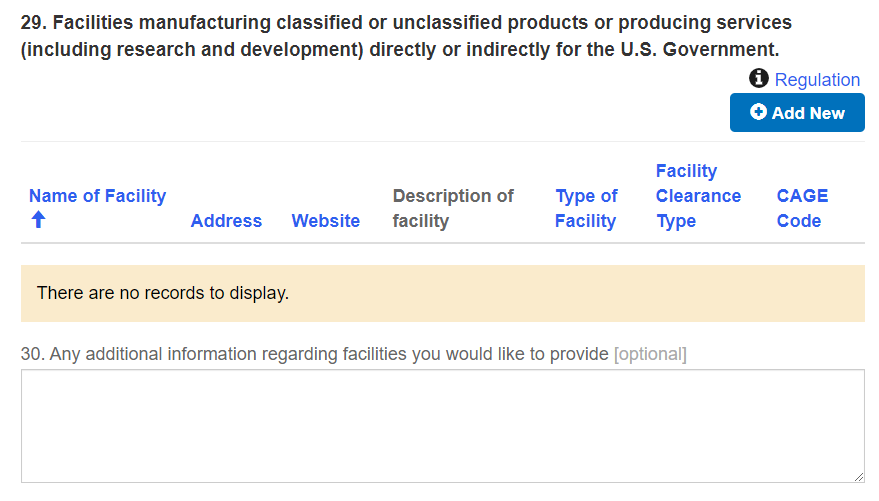 29. Facilities manufacturing classified or unclassified products or producing services
(including research and development) directly or indirectly for the U.S. Government.
Regulation
Add New
Name of Facility
Address
Website
Description of
facility
Type of
Facility
Facility
Clearance
Type
CAGE
Code
There are no records to display.
30. Any additional information regarding facilities you would like to provide [optional]